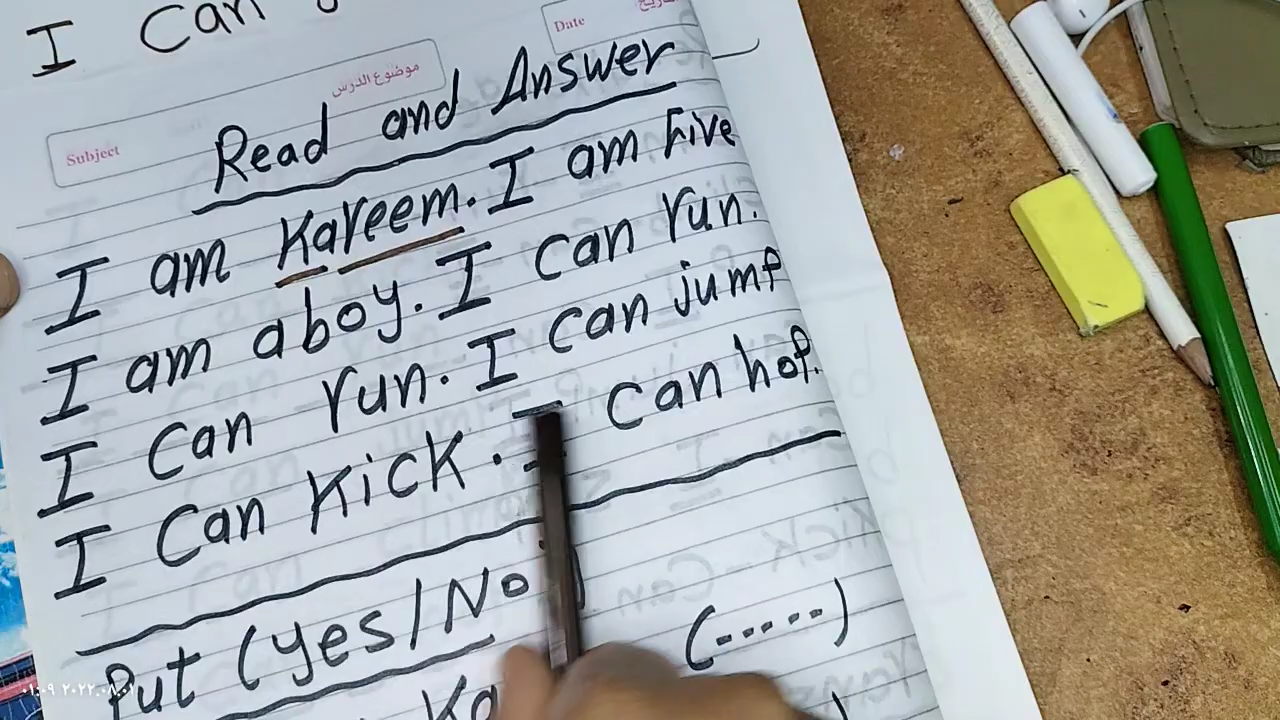 I Can
Date
موضوع الدرس
Subject
Read and Answer
I am Kareem. I am Five
I am a boy. I can run.
I can run. I can jump
I can kick. I can hop.
Put (yes/No)
(.....)
Ka